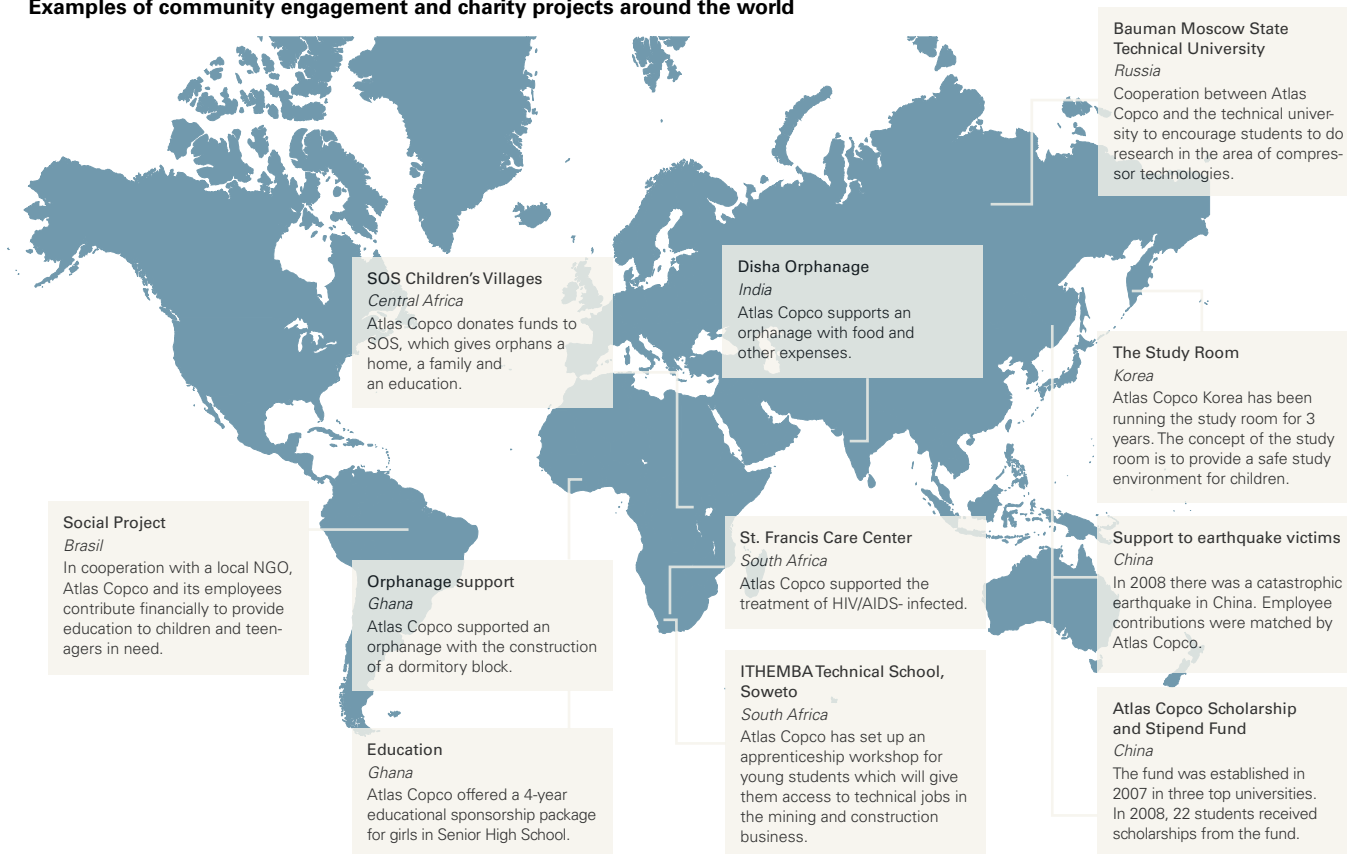 Examples of community engagement and charity projects around the world
Bauman Moscow State
Technical University
Russia
Cooperation between Atlas
Copco and the technical univer-
sity to encourage students to do
research in the area of compres-
sor technologies.
SOS Children's Villages
Central Africa
Atlas Copco donates funds to
SOS, which gives orphans a
home, a family and
an education.
Disha Orphanage
India
Atlas Copco supports an
orphanage with food and
other expenses.
The Study Room
Korea
Atlas Copco Korea has been
running the study room for 3
years. The concept of the study
room is to provide a safe study
environment for children.
Social Project
Brasil
In cooperation with a local NGO,
Atlas Copco and its employees
contribute financially to provide
education to children and teen-
agers in need.
Orphanage support
Ghana
Atlas Copco supported an
orphanage with the construction
of a dormitory block.
St. Francis Care Center
South Africa
Atlas Copco supported the
treatment of HIV/AIDS- infected.
Support to earthquake victims
China
In 2008 there was a catastrophic
earthquake in China. Employee
contributions were matched by
Atlas Copco.
Education
Ghana
Atlas Copco offered a 4-year
educational sponsorship package
for girls in Senior High School.
ITHEMBA Technical School,
Soweto
South Africa
Atlas Copco has set up an
apprenticeship workshop for
young students which will give
them access to technical jobs in
the mining and construction
business.
Atlas Copco Scholarship
and Stipend Fund
China
The fund was established in
2007 in three top universities.
In 2008, 22 students received
scholarships from the fund.